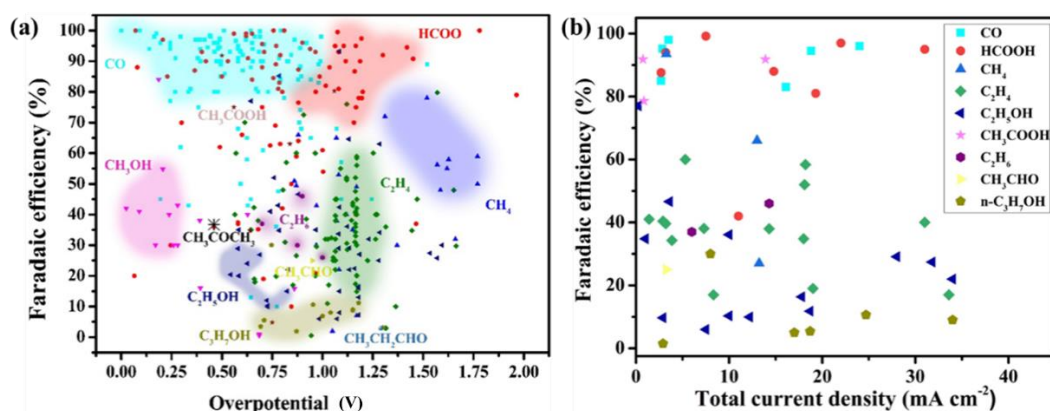 (a)
Faradaic efficiency (%)
100
90
80
70
60
50
40
30
20
10
0
CO
HCOO
CH₃COOH
CH₃OH
C₂H₄
CH₄
C₂H₆
CH₃COCH₃
CH₃CHO
C₂H₅OH
C₃H₇OH
CH₃CH₂CHO
0.00 0.25 0.50 0.75 1.00 1.25 1.50 1.75 2.00
Overpotential (V)
(b)
Faradaic efficiency (%)
100
80
60
40
20
0
CO
HCOOH
CH₄
C₂H₄
C₂H₅OH
CH₃COOH
C₂H₆
CH₃CHO
n-C₃H₇OH
0 10 20 30 40
Total current density (mA cm⁻²)